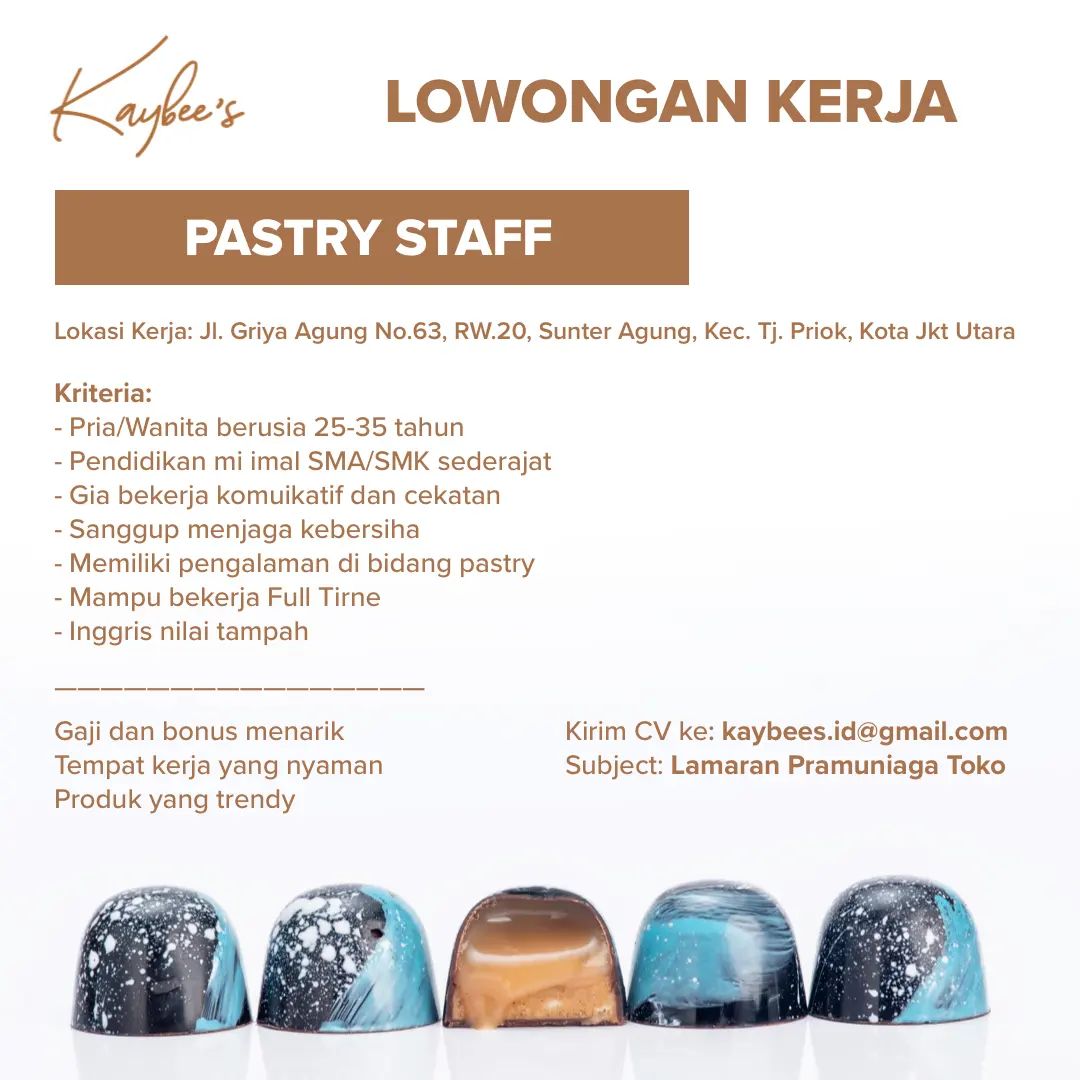 Kaybee's
LOWONGAN KERJA
PASTRY STAFF
Lokasi Kerja: Jl. Griya Agung No.63, RW.20, Sunter Agung, Kec. Tj. Priok, Kota Jkt Utara
Kriteria:
- Pria/Wanita berusia 25-35 tahun
- Pendidikan mi imal SMA/SMK sederajat
- Gia bekerja komuikatif dan cekatan
- Sanggup menjaga kebersiha
- Memiliki pengalaman di bidang pastry
- Mampu bekerja Full Tirne
- Inggris nilai tampah
————————————————
Gaji dan bonus menarik
Tempat kerja yang nyaman
Produk yang trendy
Kirim CV ke: kaybees.id@gmail.com
Subject: Lamaran Pramuniaga Toko